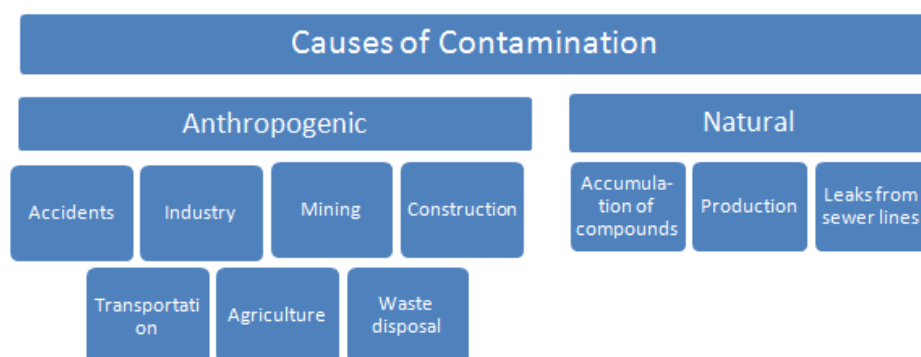 Causes of Contamination
Anthropogenic
Natural
Accidents
Industry
Mining
Construction
Accumula-
tion of
compounds
Production
Leaks from
sewer lines
Transportati
on
Agriculture
Waste
disposal